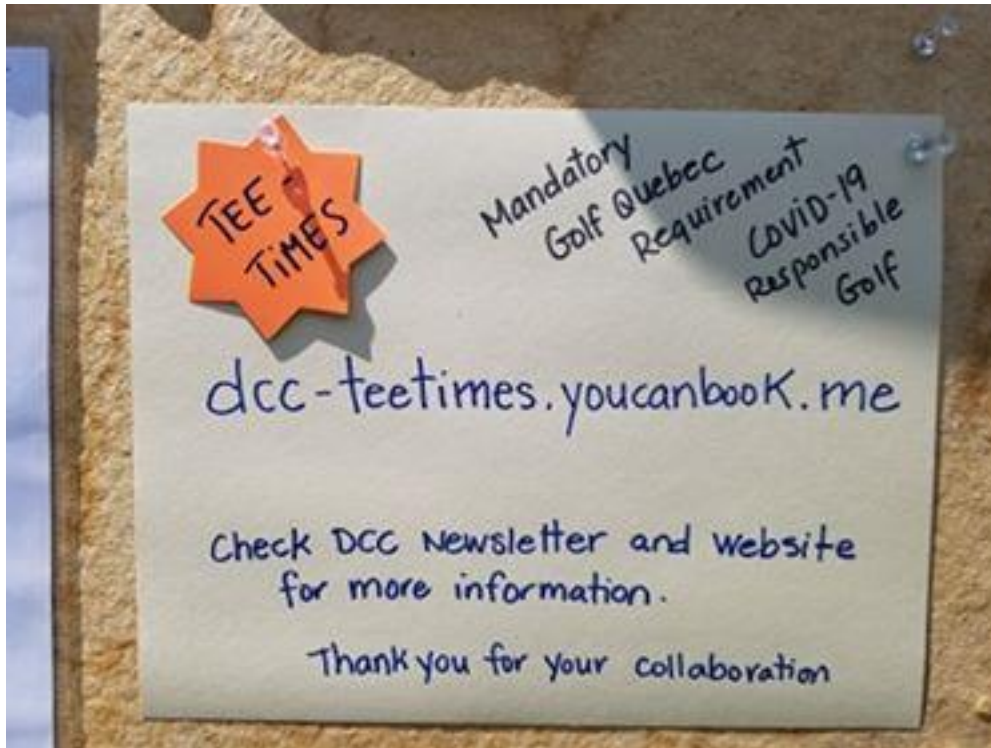 TEE
TiMES
Mandatory
Golf Quebec
Requirement
COViD-19
Responsible
Golf
dcc-teetimes.youcanbook.me
Check DCC Newsletter and website
for more information.
Thank you for your collaboration